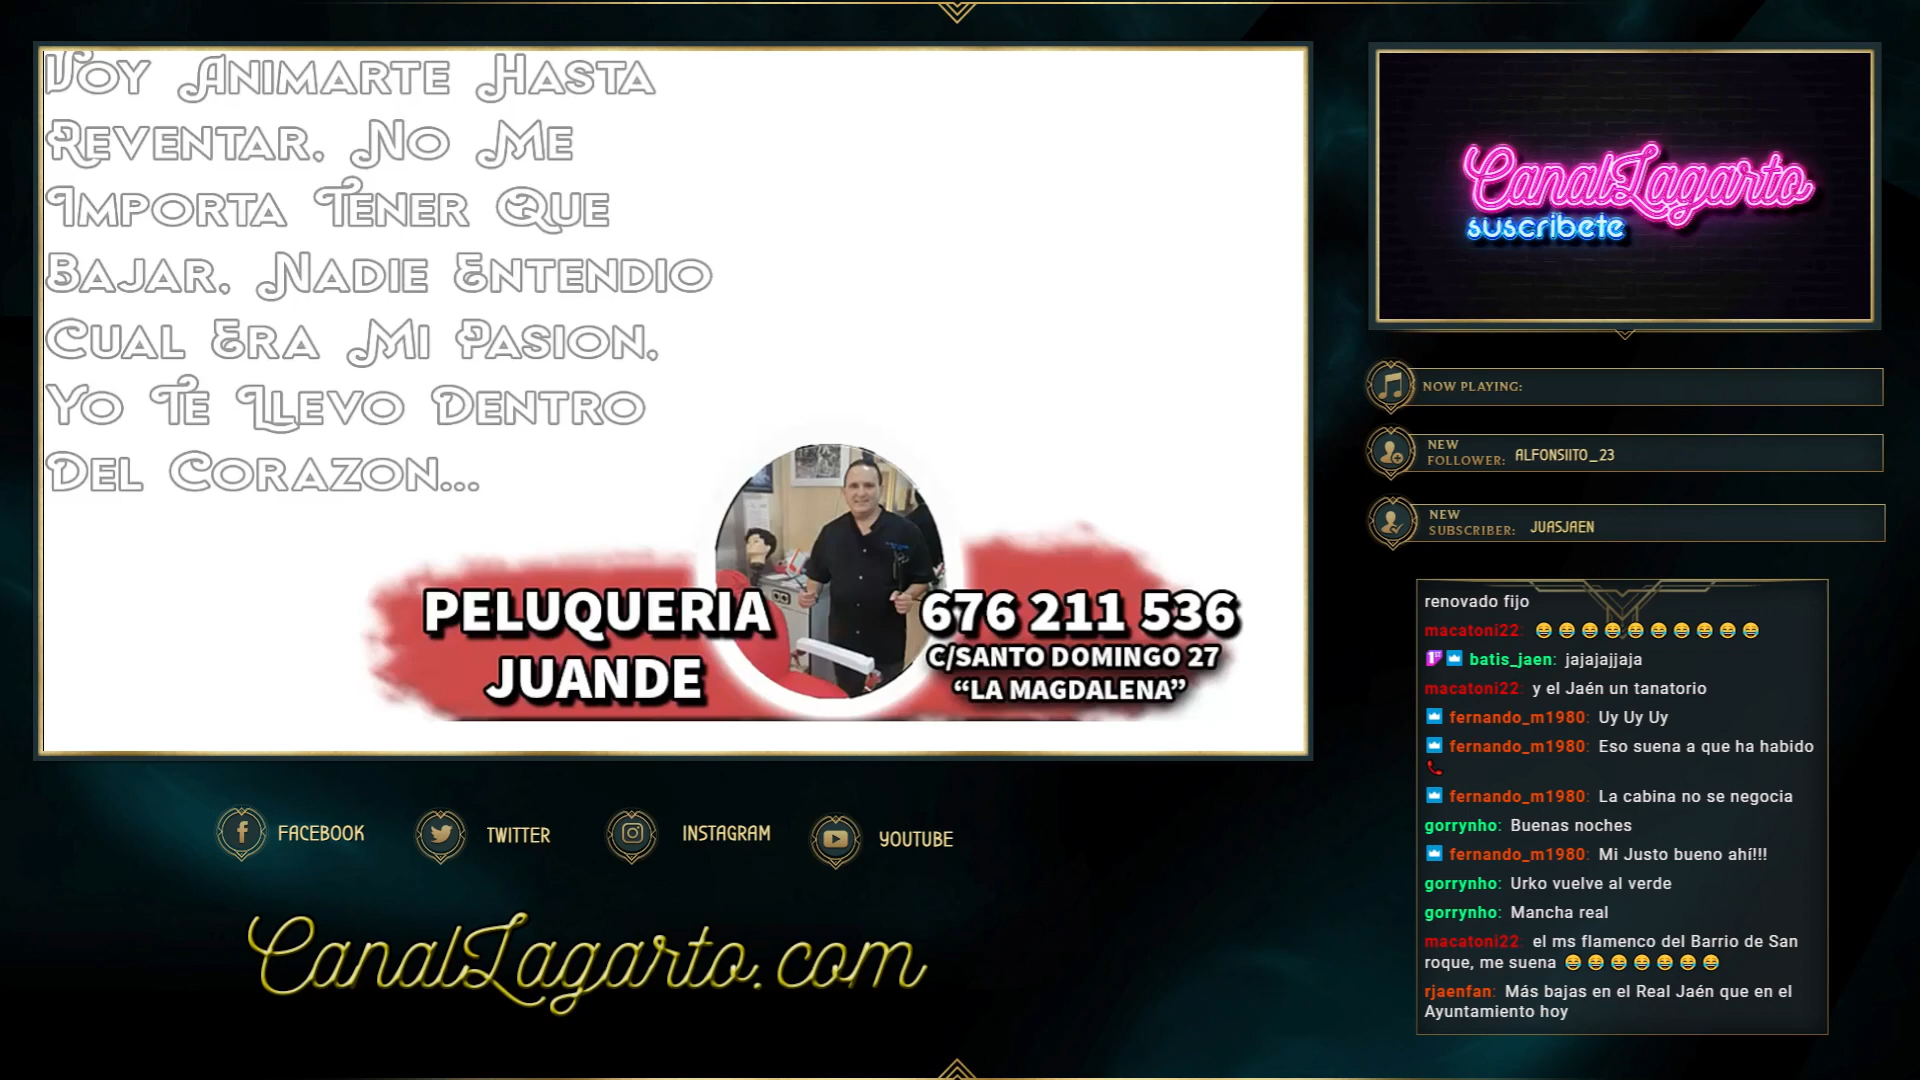 Voy Animarte Hasta
Reventar. No Me
Importa Tener Que
Bajar. Nadie Entendio
Cual Era Mi Pasion.
Yo Te Llevo Dentro
Del Corazon...
PELUQUERIA
JUANDE
676 211 536
C/SANTO DOMINGO 27
“LA MAGDALENA”
CanalLagarto
suscribete
NOW PLAYING:
NEW
FOLLOWER: ALFONSIITO_23
NEW
SUBSCRIBER: JUASJAEN
renovado fijo
macatoni22: 😂 😂 😂 😂 😂 😂 😂 😂 😂 😂
batis_jaen: jajajajjaja
macatoni22: y el Jaén un tanatorio
fernando_m1980: Uy Uy Uy
fernando_m1980: Eso suena a que ha habido
📞
fernando_m1980: La cabina no se negocia
gorrynho: Buenas noches
fernando_m1980: Mi Justo bueno ahí!!!
gorrynho: Urko vuelve al verde
gorrynho: Mancha real
macatoni22: el ms flamenco del Barrio de San
roque, me suena 😂 😂 😂 😂 😂 😂 😂
rjaenfan: Más bajas en el Real Jaén que en el
Ayuntamiento hoy
FACEBOOK
TWITTER
INSTAGRAM
YOUTUBE
CanalLagarto.com